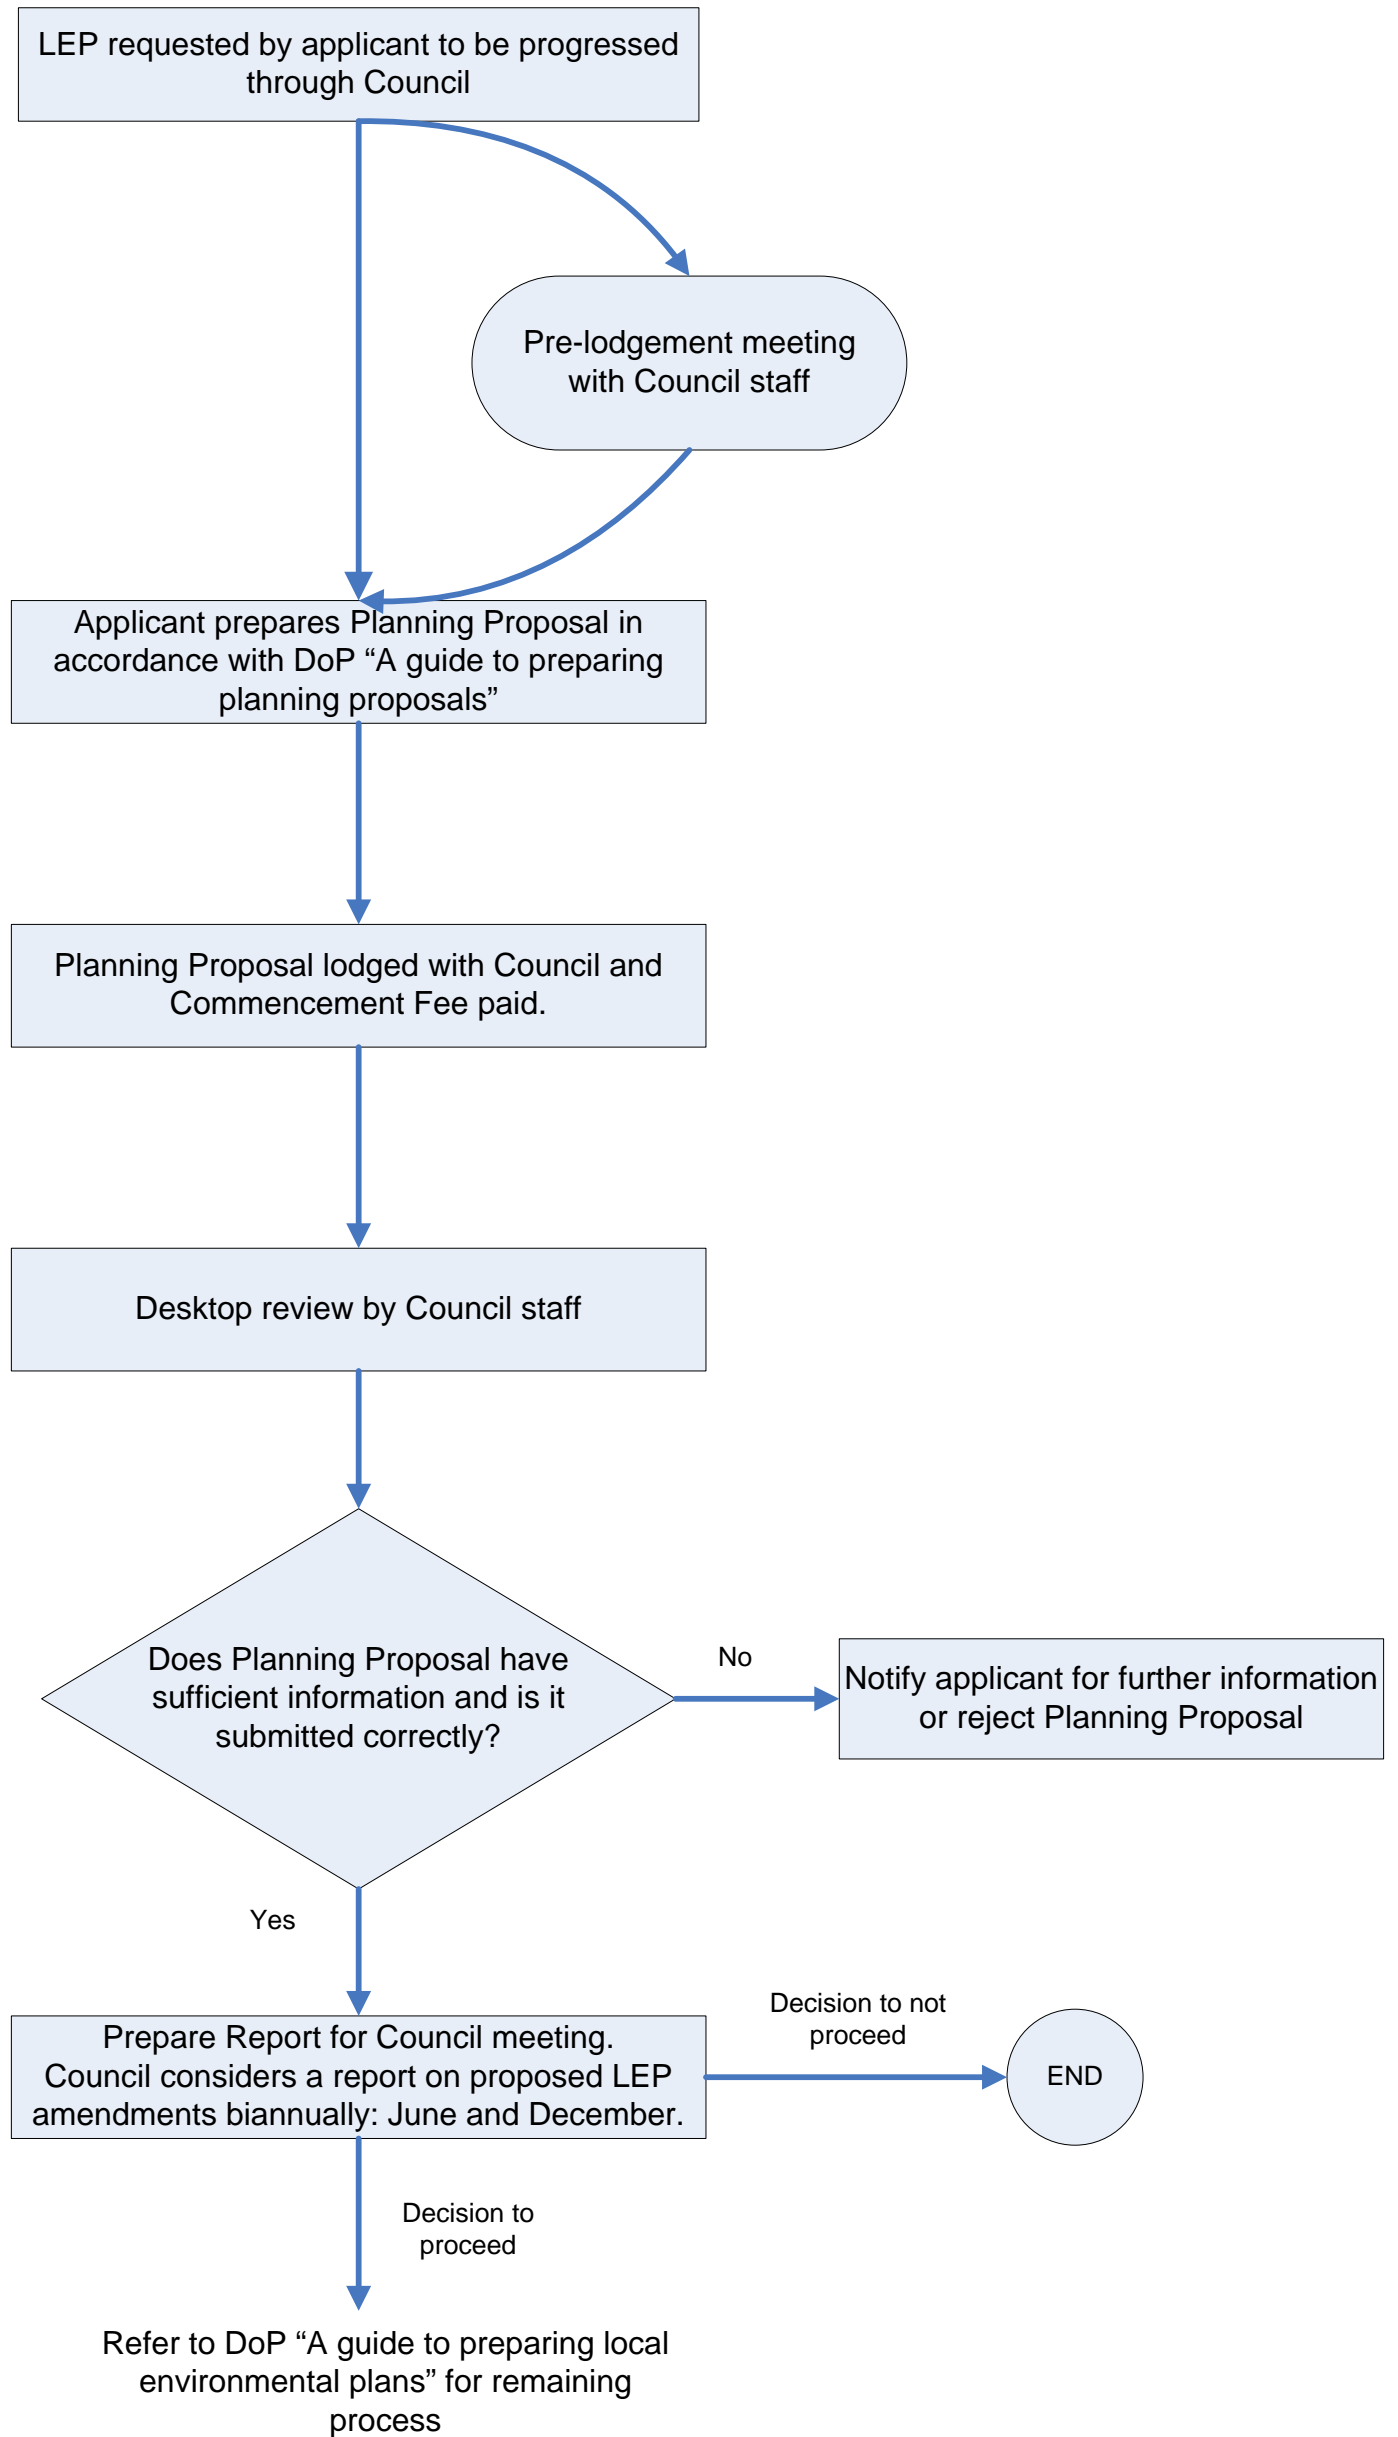 LEP requested by applicant to be progressed
through Council
Pre-lodgement meeting
with Council staff
Applicant prepares Planning Proposal in
accordance with DoP “A guide to preparing
planning proposals”
Planning Proposal lodged with Council and
Commencement Fee paid.
Desktop review by Council staff
Does Planning Proposal have
sufficient information and is it
submitted correctly?
No
Notify applicant for further information
or reject Planning Proposal
Yes
Prepare Report for Council meeting.
Council considers a report on proposed LEP
amendments biannually: June and December.
Decision to not
proceed
END
Decision to
proceed
Refer to DoP “A guide to preparing local
environmental plans” for remaining
process